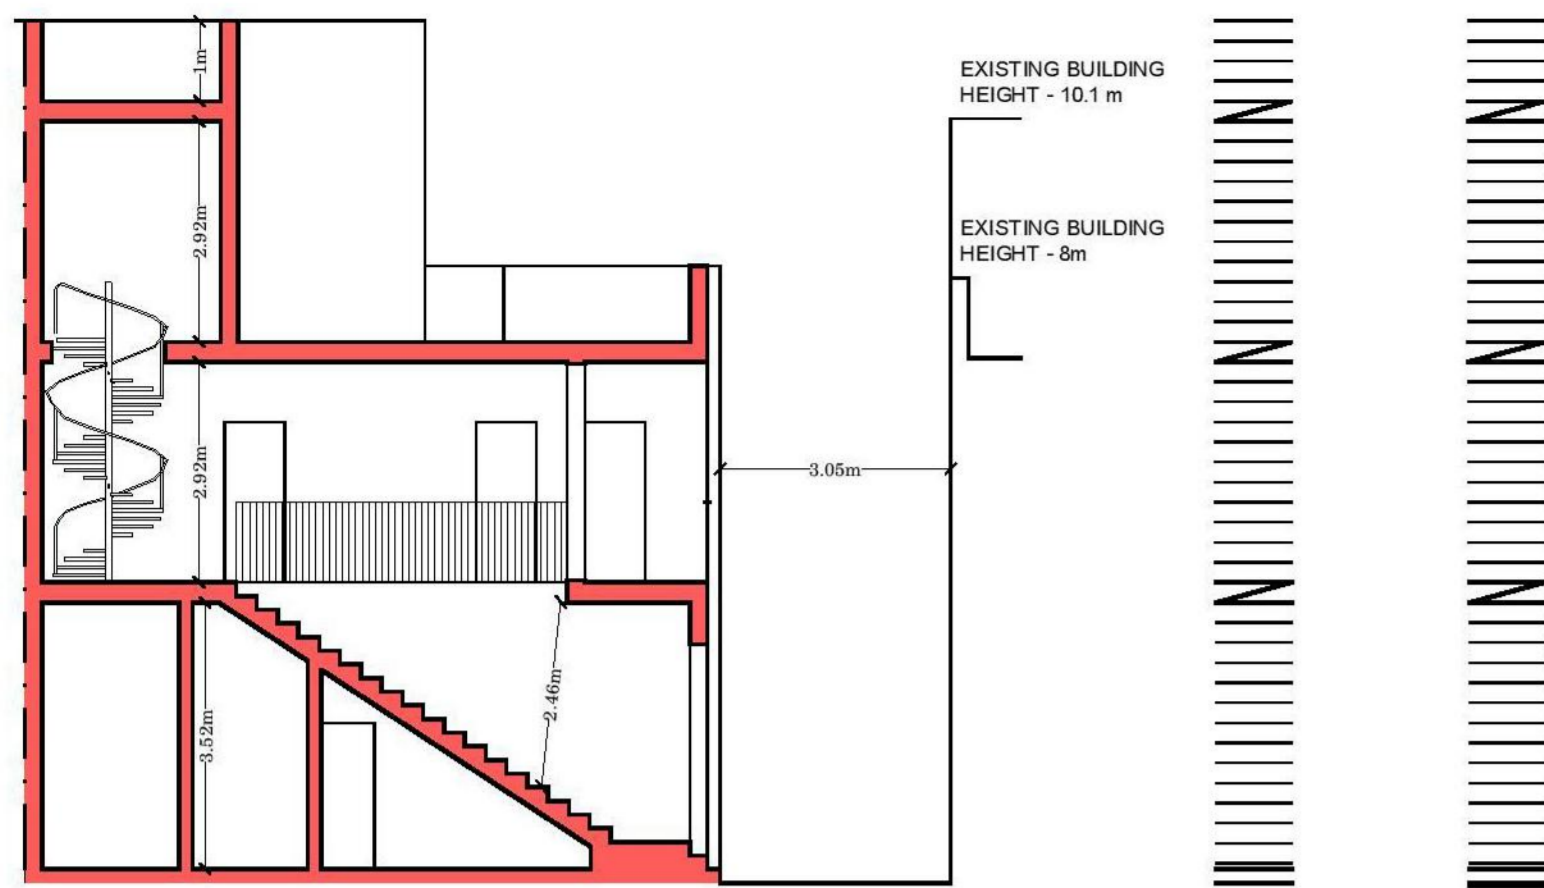 1m
EXISTING BUILDING
HEIGHT - 10.1 m
2.92m
EXISTING BUILDING
HEIGHT - 8m
2.92m
3.05m
2.46m
3.52m